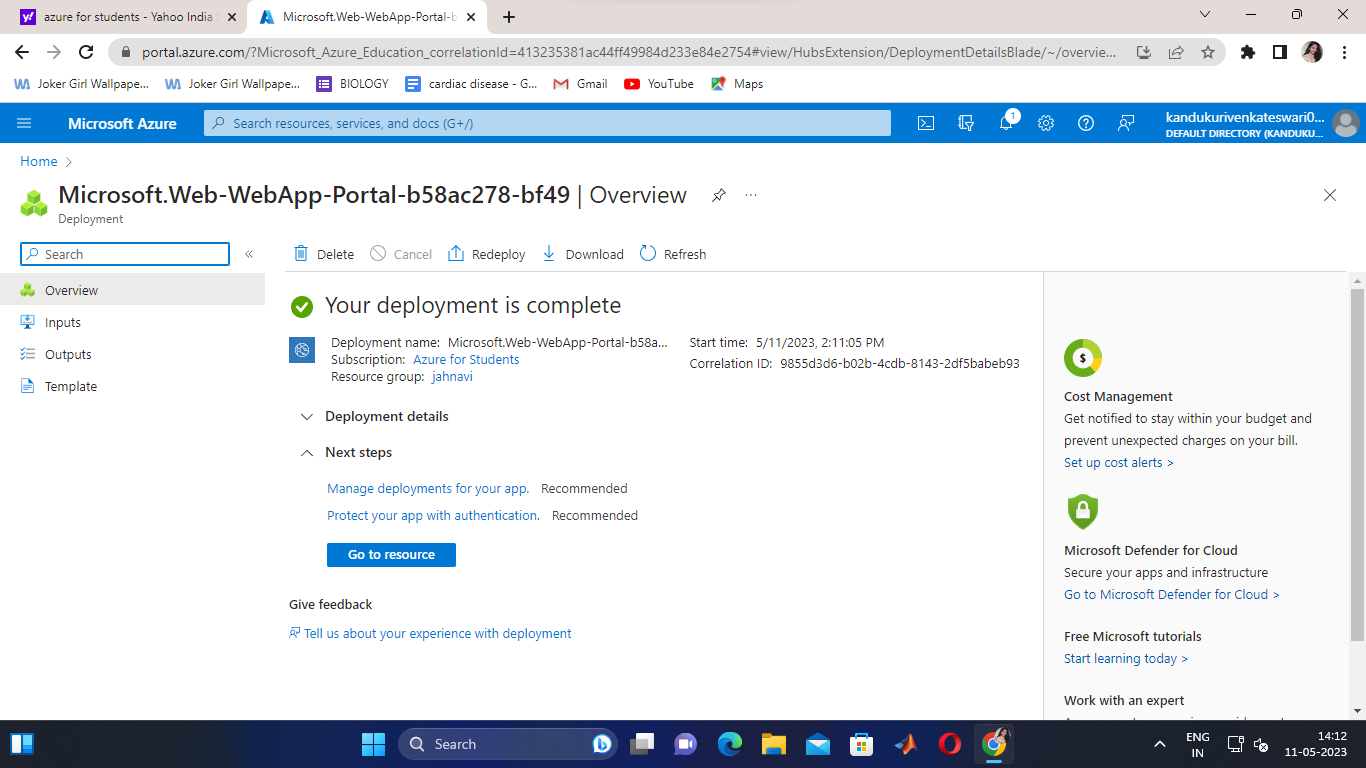 azure for students - Yahoo India
Microsoft.Web-WebApp-Portal-b
portal.azure.com/?Microsoft_Azure_Education_correlationId=413235381ac44ff49984d233e84e2754#view/HubsExtension/DeploymentDetailsBlade/~/overvie...
Joker Girl Wallpape... Joker Girl Wallpape... BIOLOGY cardiac disease - G... Gmail YouTube Maps
Microsoft Azure
Search resources, services, and docs (G+/)
1
kandukurivenkateswari0...
DEFAULT DIRECTORY (KANDUKU...
Home >
Microsoft.Web-WebApp-Portal-b58ac278-bf49 | Overview
Deployment
Search
«
Overview
Inputs
Outputs
Template
Delete Cancel Redeploy Download Refresh
Your deployment is complete
Deployment name: Microsoft.Web-WebApp-Portal-b58a...
Subscription: Azure for Students
Resource group: jahnavi
Start time: 5/11/2023, 2:11:05 PM
Correlation ID: 9855d3d6-b02b-4cdb-8143-2df5babeb93
Deployment details
Next steps
Manage deployments for your app. Recommended
Protect your app with authentication. Recommended
Go to resource
Give feedback
Tell us about your experience with deployment
$
Cost Management
Get notified to stay within your budget and
prevent unexpected charges on your bill.
Set up cost alerts >
Microsoft Defender for Cloud
Secure your apps and infrastructure
Go to Microsoft Defender for Cloud >
Free Microsoft tutorials
Start learning today >
Work with an expert
Search
ENG
IN
14:12
11-05-2023